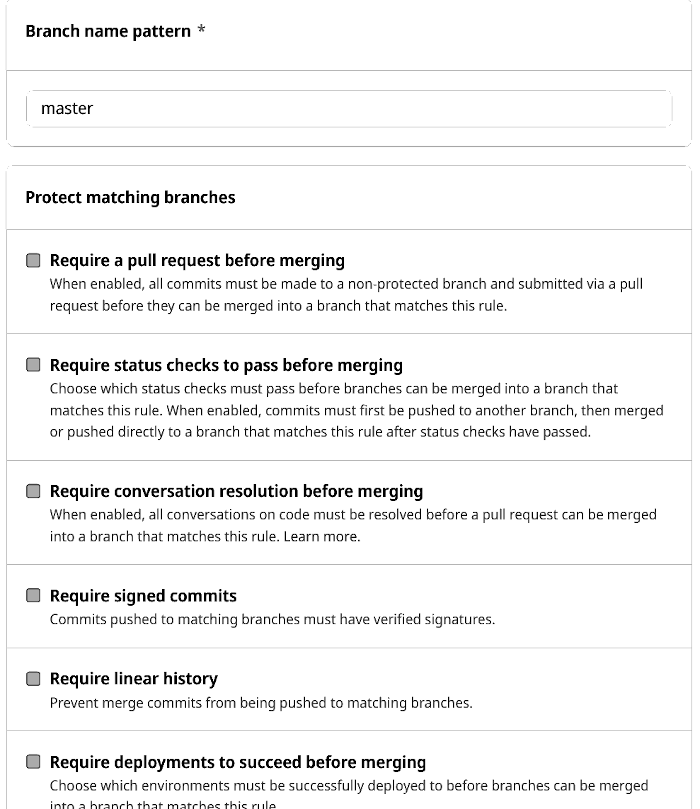 Branch name pattern *
master
Protect matching branches
Require a pull request before merging
When enabled, all commits must be made to a non-protected branch and submitted via a pull
request before they can be merged into a branch that matches this rule.
Require status checks to pass before merging
Choose which status checks must pass before branches can be merged into a branch that
matches this rule. When enabled, commits must first be pushed to another branch, then merged
or pushed directly to a branch that matches this rule after status checks have passed.
Require conversation resolution before merging
When enabled, all conversations on code must be resolved before a pull request can be merged
into a branch that matches this rule. Learn more.
Require signed commits
Commits pushed to matching branches must have verified signatures.
Require linear history
Prevent merge commits from being pushed to matching branches.
Require deployments to succeed before merging
Choose which environments must be successfully deployed to before branches can be merged
into a branch that matches this rule